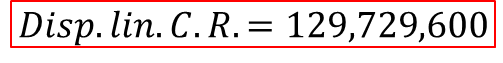 Disp. lin. C. R. = 129,729,600